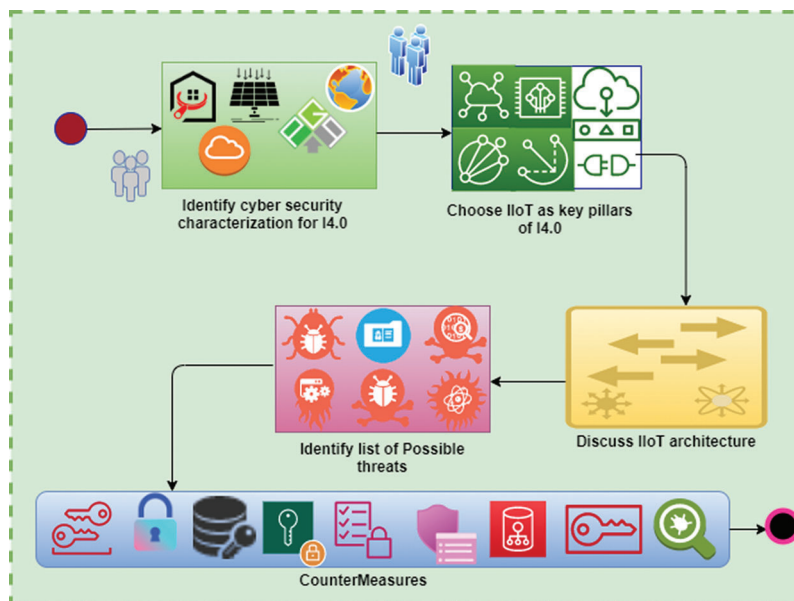 Identify cyber security
characterization for I4.0
Choose IIoT as key pillars
of I4.0
Discuss IIoT architecture
Identify list of Possible
threats
CounterMeasures